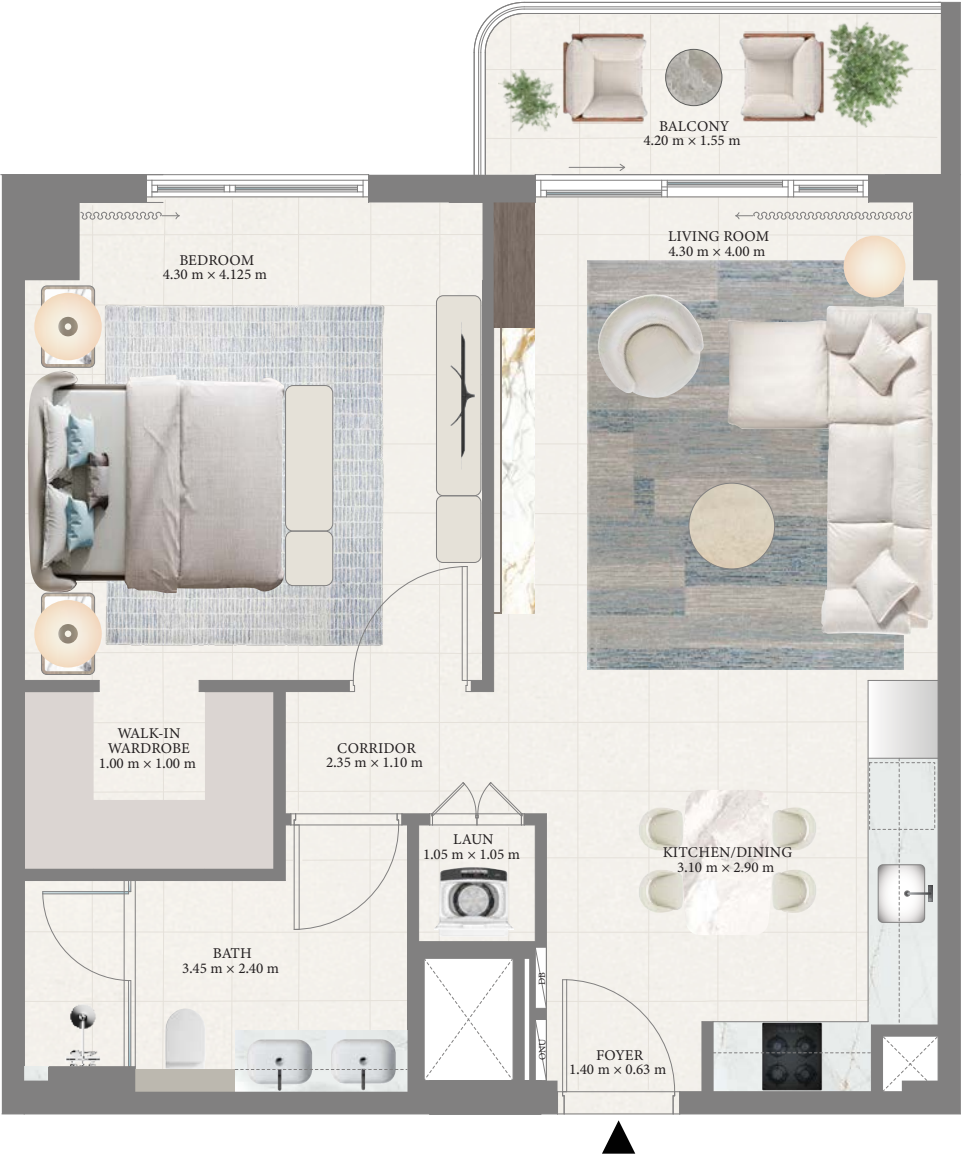 BALCONY
4.20 m × 1.55 m
LIVING ROOM
4.30 m × 4.00 m
BEDROOM
4.30 m × 4.125 m
WALK-IN
WARDROBE
1.00 m × 1.00 m
CORRIDOR
2.35 m × 1.10 m
LAUN
1.05 m × 1.05 m
KITCHEN/DINING
3.10 m × 2.90 m
BATH
3.45 m × 2.40 m
DB
ONU
FOYER
1.40 m × 0.63 m